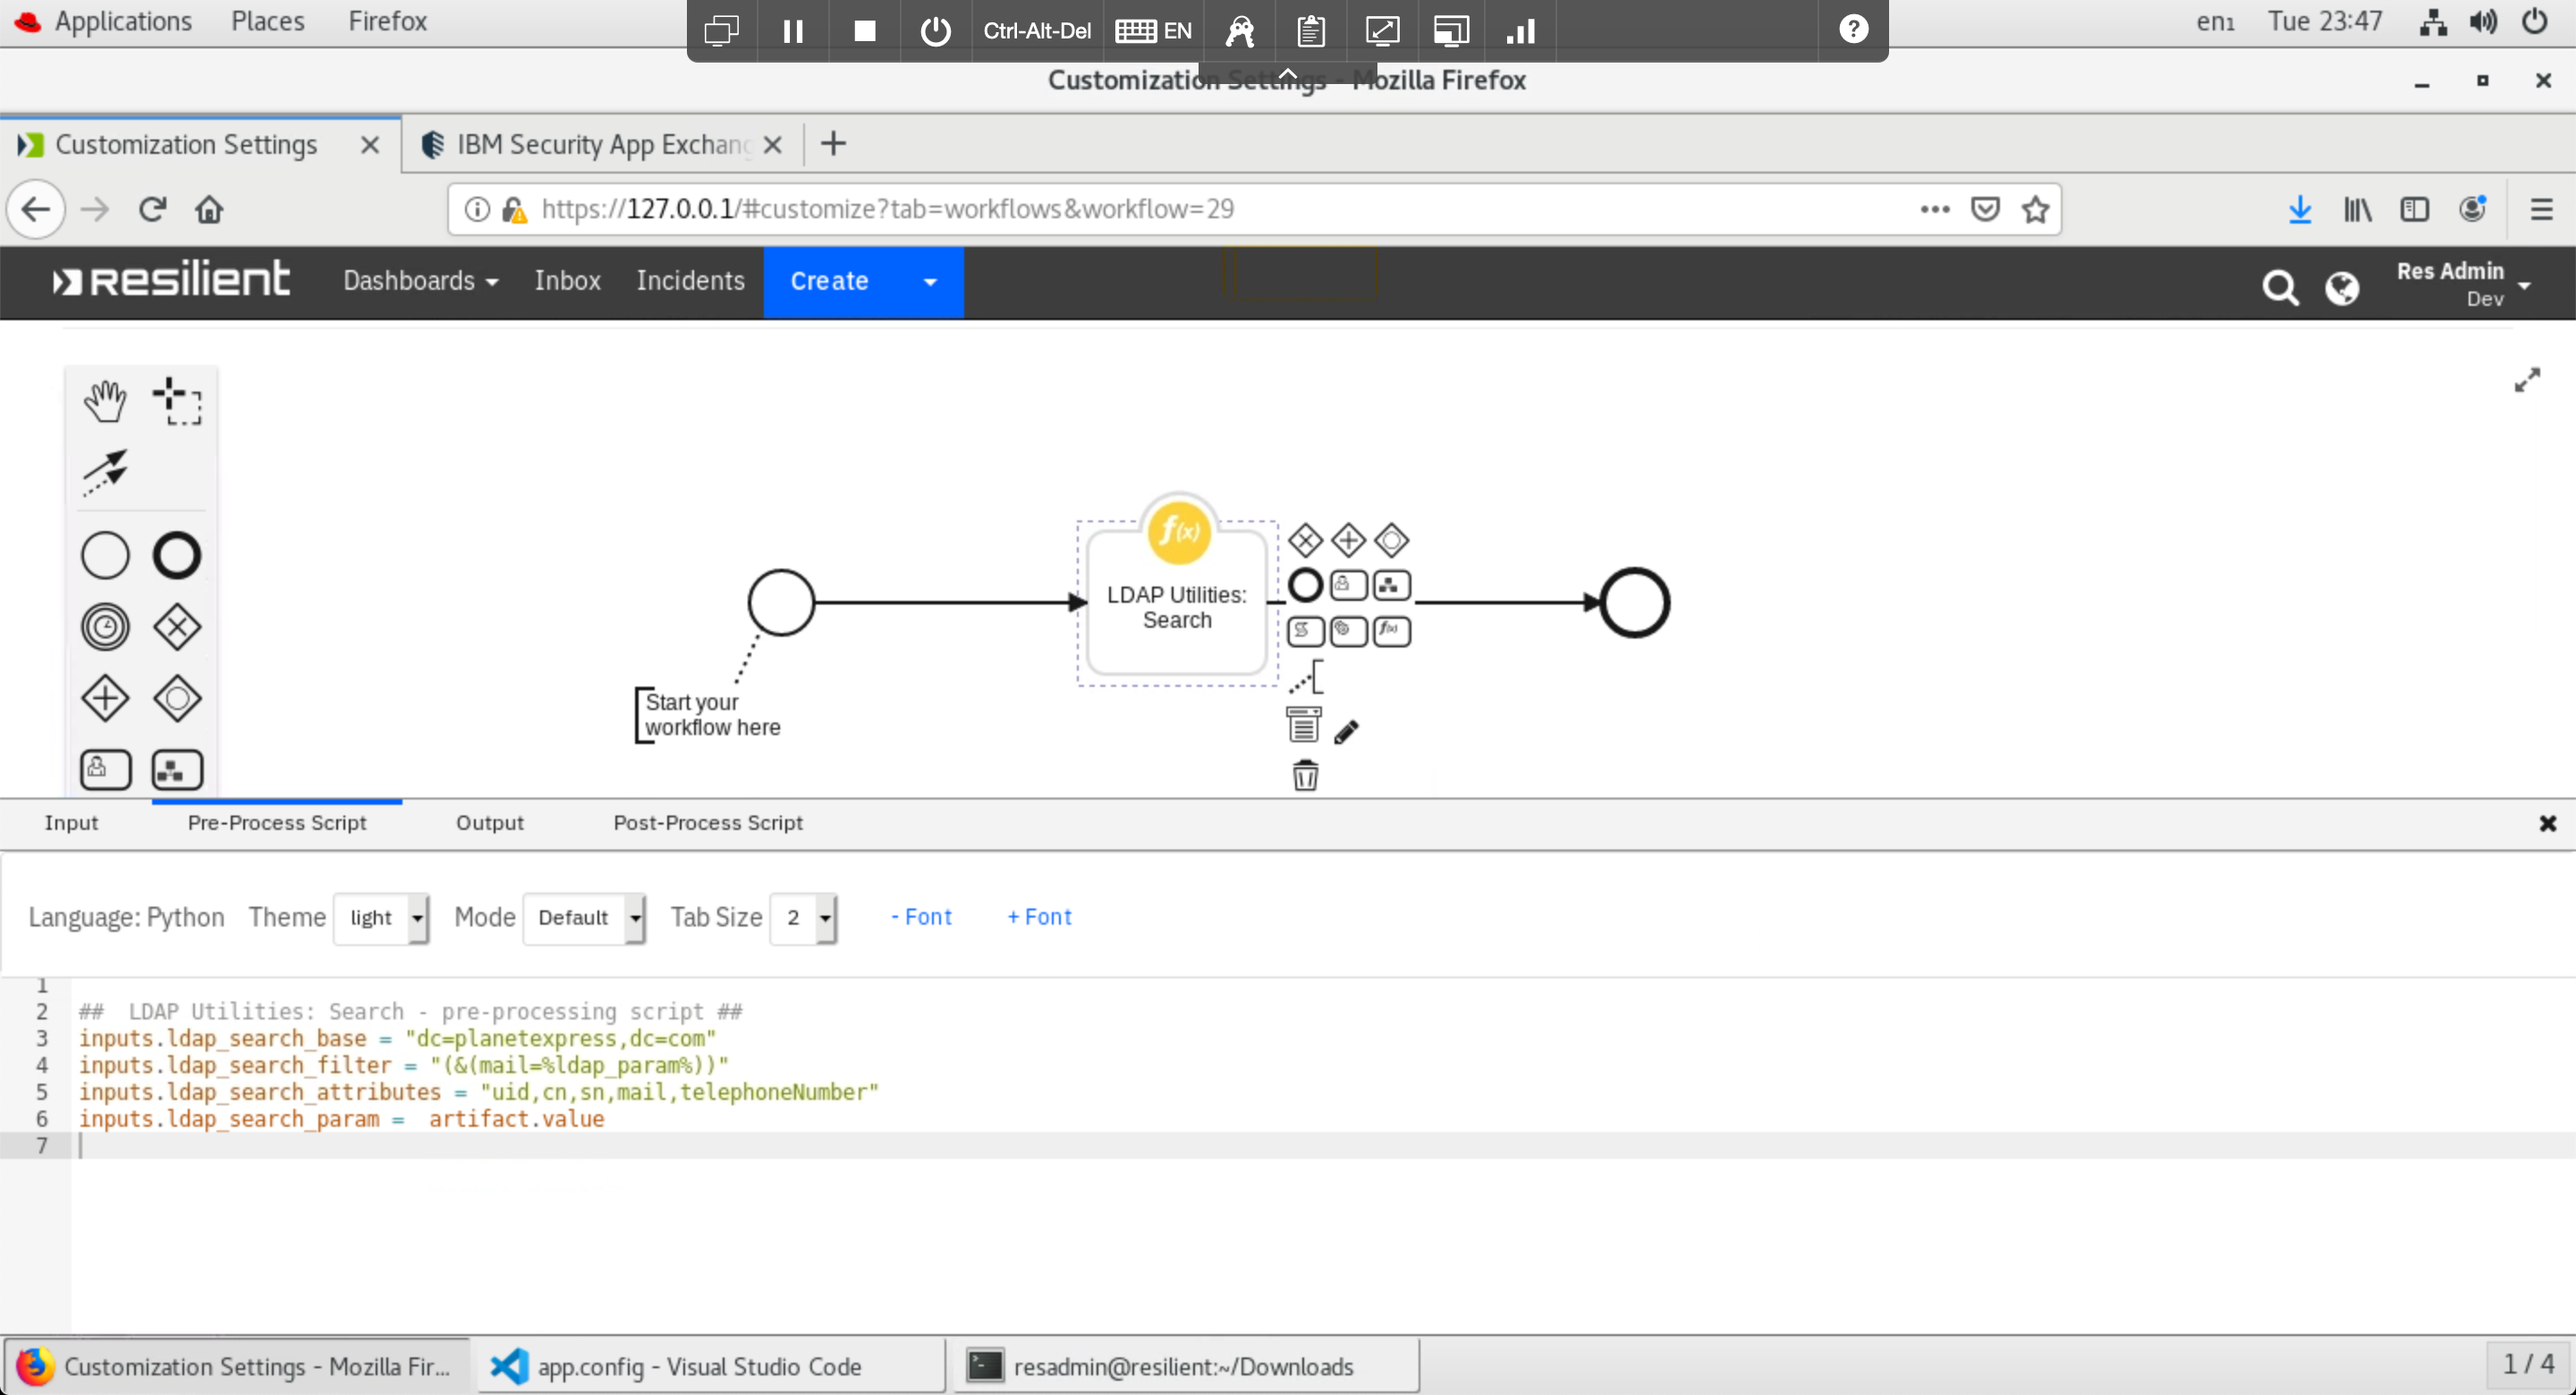 Applications Places Firefox
Ctrl-Alt-Del EN
en1 Tue 23:47
Customization Settings - Mozilla Firefox
Customization Settings
IBM Security App Exchang
https://127.0.0.1/#customize?tab=workflows&workflow=29
Resilient Dashboards Inbox Incidents Create
Res Admin
Dev
f(x)
LDAP Utilities:
Search
f(x)
Start your
workflow here
Input Pre-Process Script Output Post-Process Script
Language: Python Theme light Mode Default Tab Size 2 - Font + Font
1
2 ##  LDAP Utilities: Search - pre-processing script ##
3 inputs.ldap_search_base = "dc=planetexpress,dc=com"
4 inputs.ldap_search_filter = "(&(mail=%ldap_param%))"
5 inputs.ldap_search_attributes = "uid,cn,sn,mail,telephoneNumber"
6 inputs.ldap_search_param =  artifact.value
7
Customization Settings - Mozilla Fir... app.config - Visual Studio Code resadmin@resilient:~/Downloads 1 / 4